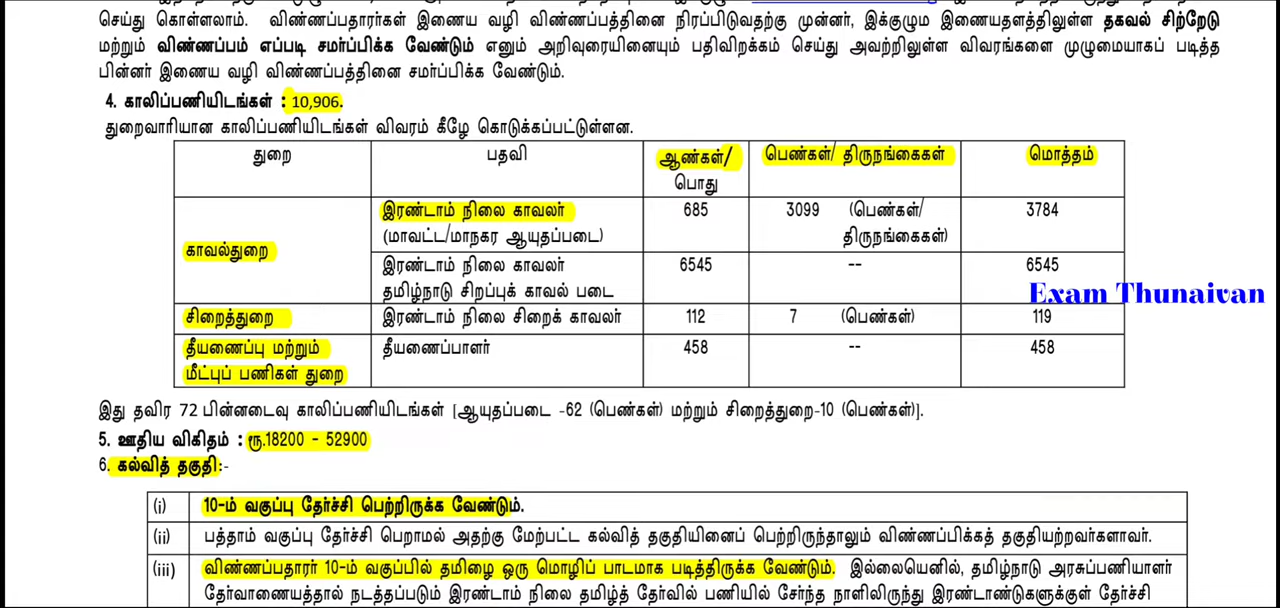 செய்து கொள்ளலாம். விண்ணப்பதாரர்கள் இணைய வழி விண்ணப்பத்தினை நிரப்பிடுவதற்கு முன்னர், இக்குழும இணையதளத்திலுள்ள தகவல் சிற்றேடு
மற்றும் விண்ணப்பம் எப்படி சமர்ப்பிக்க வேண்டும் எனும் அறிவுரையினையும் பதிவிறக்கம் செய்து அவற்றிலுள்ள விவரங்களை முழுமையாகப் படித்த
பின்னர் இணைய வழி விண்ணப்பத்தினை சமர்ப்பிக்க வேண்டும்.
4. காலிப்பணியிடங்கள் : 10,906.
துறைவாரியான காலிப்பணியிடங்கள் விவரம் கீழே கொடுக்கப்பட்டுள்ளன.
துறை பதவி ஆண்கள்/ பெண்கள்/ திருநங்கைகள் மொத்தம்
பொது
இரண்டாம் நிலை காவலர் 685 3099 (பெண்கள்/ 3784
(மாவட்ட/மாநகர ஆயுதப்படை) திருநங்கைகள்)
காவல்துறை
இரண்டாம் நிலை காவலர் 6545 -- 6545
தமிழ்நாடு சிறப்புக் காவல் படை
Exam Thunaivan
சிறைத்துறை இரண்டாம் நிலை சிறைக் காவலர் 112 7 (பெண்கள்) 119
தீயணைப்பு மற்றும் தீயணைப்பாளர் 458 -- 458
மீட்புப் பணிகள் துறை
இது தவிர 72 பின்னடைவு காலிப்பணியிடங்கள் [ஆயுதப்படை -62 (பெண்கள்) மற்றும் சிறைத்துறை-10 (பெண்கள்)].
5. ஊதிய விகிதம் : ரூ.18200 - 52900
6. கல்வித் தகுதி:-
(i) 10-ம் வகுப்பு தேர்ச்சி பெற்றிருக்க வேண்டும்.
(ii) பத்தாம் வகுப்பு தேர்ச்சி பெறாமல் அதற்கு மேற்பட்ட கல்வித் தகுதியினைப் பெற்றிருந்தாலும் விண்ணப்பிக்கத் தகுதியற்றவர்களாவர்.
(iii) விண்ணப்பதாரர் 10-ம் வகுப்பில் தமிழை ஒரு மொழிப் பாடமாக படித்திருக்க வேண்டும். இல்லையெனில், தமிழ்நாடு அரசுப்பணியாளர்
தேர்வாணையத்தால் நடத்தப்படும் இரண்டாம் நிலை தமிழ்த் தேர்வில் பணியில் சேர்ந்த நாளிலிருந்து இரண்டாண்டுகளுக்குள் தேர்ச்சி